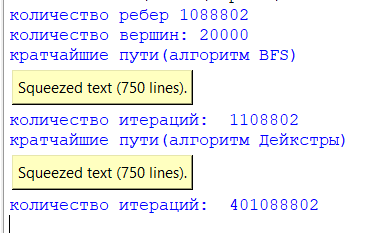 количество ребер 1088802
количество вершин: 20000
кратчайшие пути(алгоритм BFS)
Squeezed text (750 lines).
количество итераций:  1108802
кратчайшие пути(алгоритм Дейкстры)
Squeezed text (750 lines).
количество итераций:  401088802